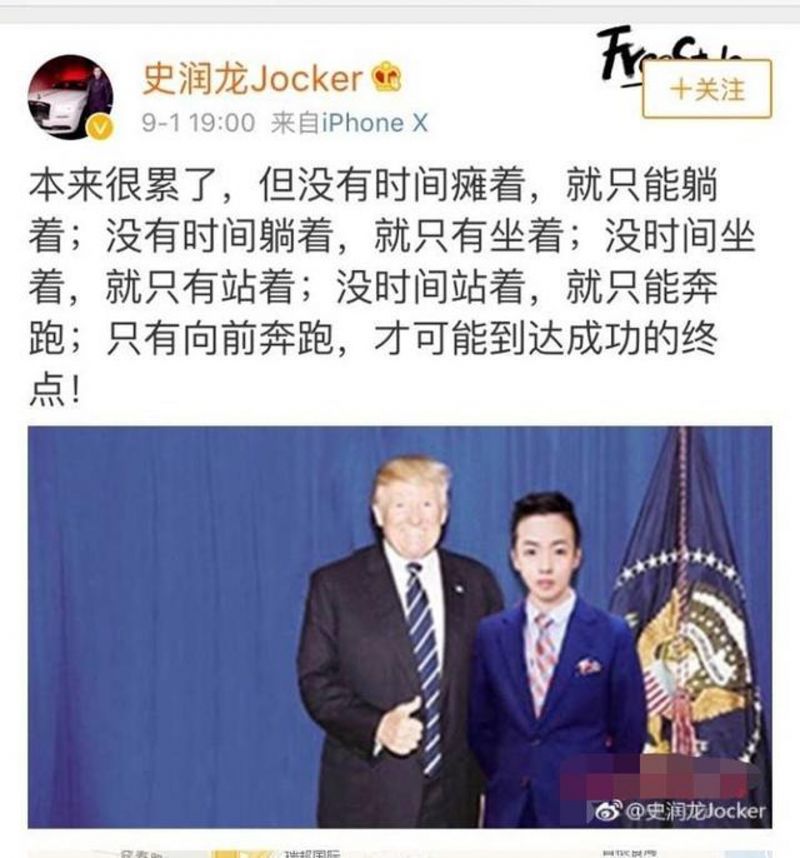 FreeStyle
史润龙Jocker
+关注
9-1 19:00 来自iPhone X
本来很累了，但没有时间瘫着，就只能躺
着；没有时间躺着，就只有坐着；没时间坐
着，就只有站着；没时间站着，就只能奔
跑；只有向前奔跑，才可能到达成功的终
点！
@史润龙Jocker